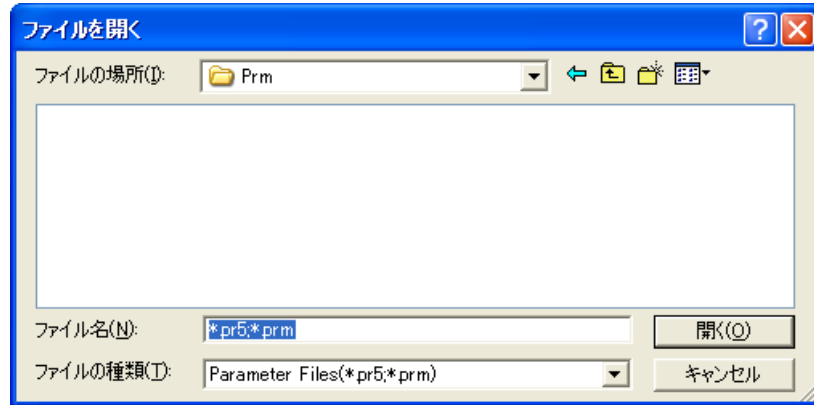 ファイルを開く
ファイルの場所(I): Prm
ファイル名(N): *.pr5;*.prm 開く(O)
ファイルの種類(T): Parameter Files(*.pr5;*.prm) キャンセル